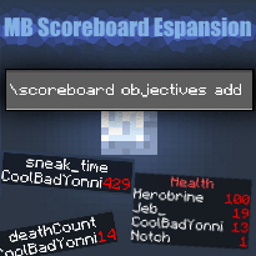 MB Scoreboard Espansion
\scoreboard objectives add
sneak_time
CoolBadYonni 429
Health
Herobrine 100
Jeb_ 19
CoolBadYonni 13
Notch 1
deathCount
CoolBadYonni 14